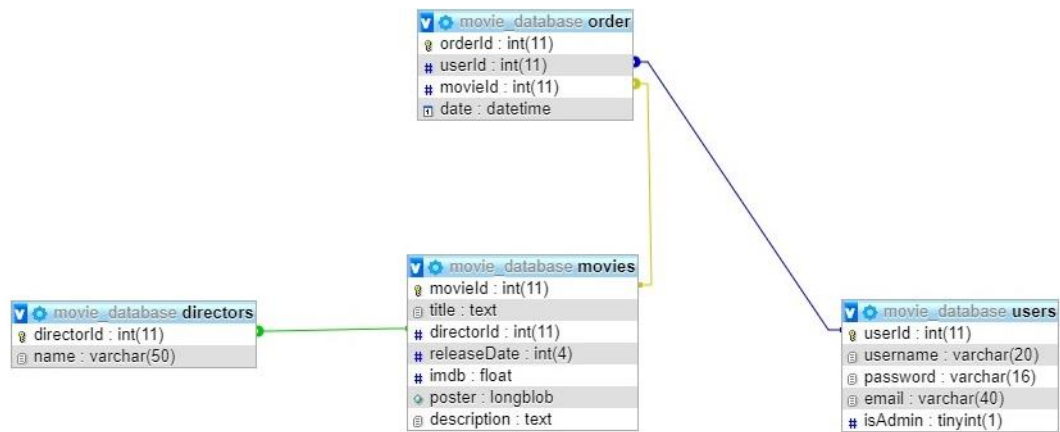 movie_database order
orderId : int(11)
# userId : int(11)
# movieId : int(11)
date : datetime
movie_database movies
movieId : int(11)
title : text
# directorId : int(11)
# releaseDate : int(4)
# imdb : float
poster : longblob
description : text
movie_database directors
directorId : int(11)
name : varchar(50)
movie_database users
userId : int(11)
username : varchar(20)
password : varchar(16)
email : varchar(40)
# isAdmin : tinyint(1)